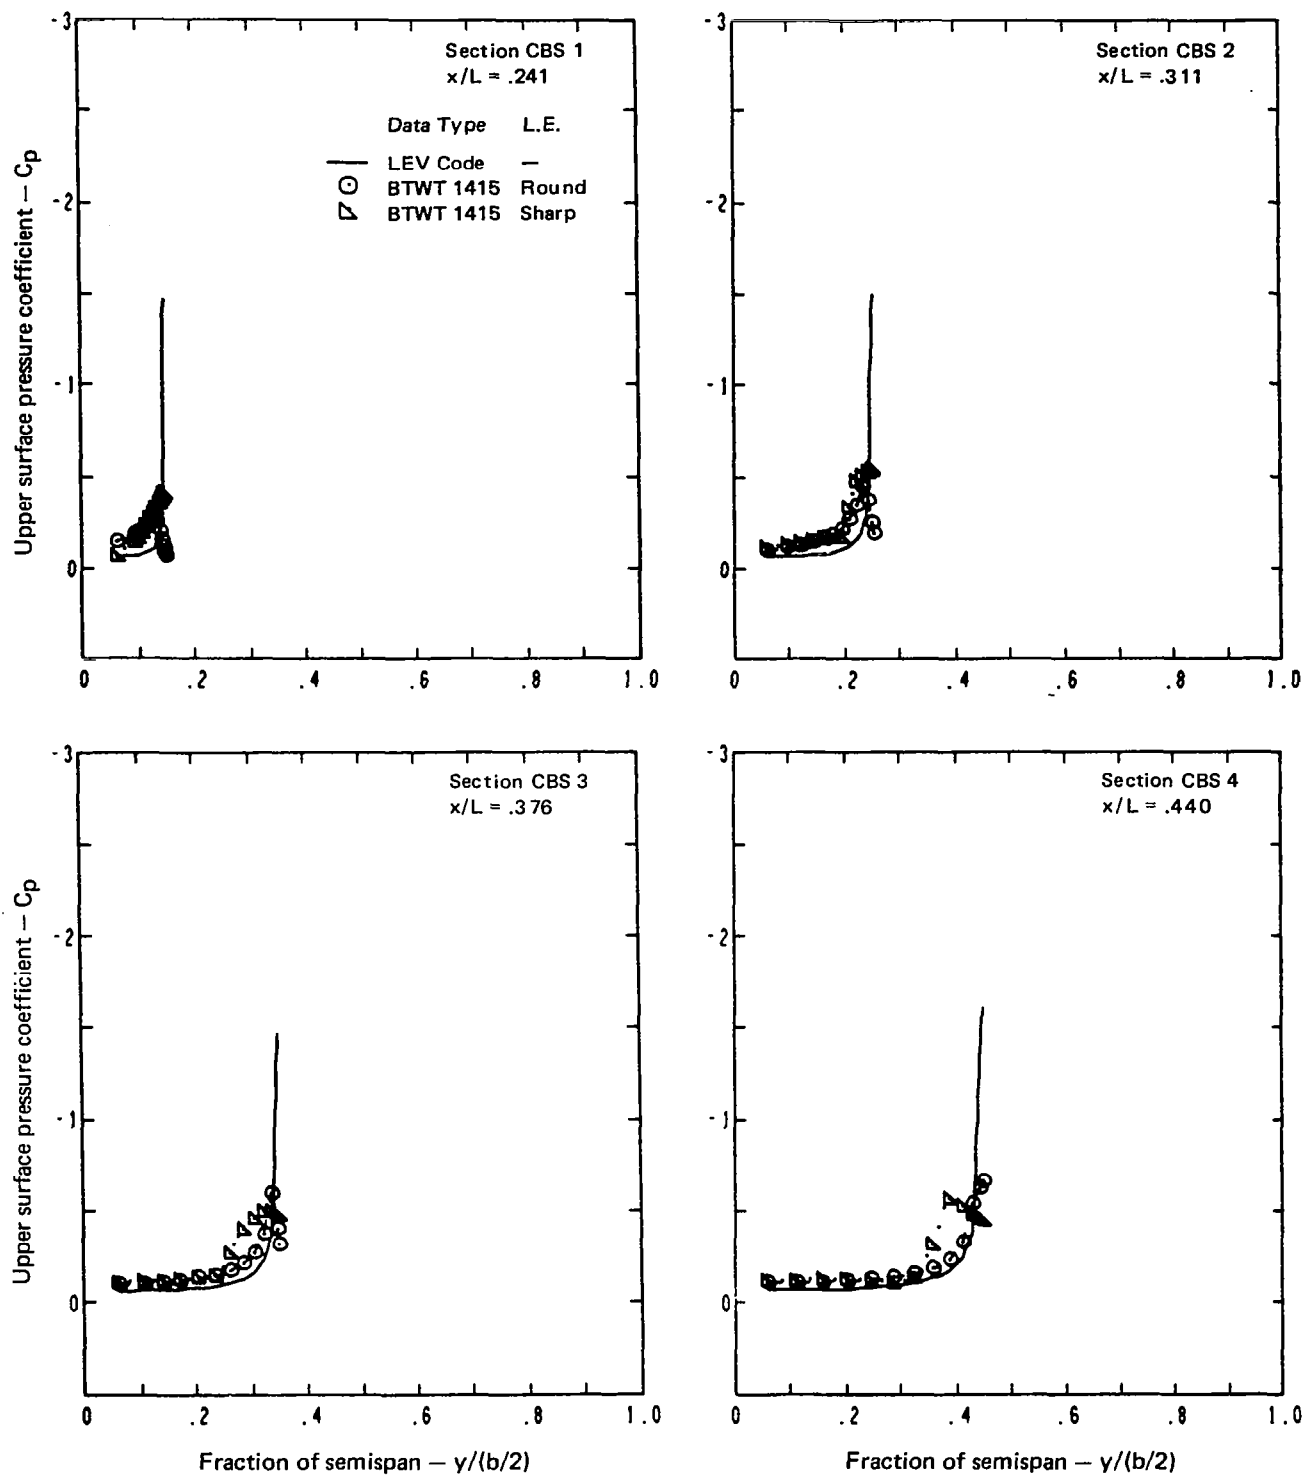 Section CBS 1
x/L = .241
Data Type L.E.
LEV Code –
BTWT 1415 Round
BTWT 1415 Sharp
Upper surface pressure coefficient – Cp
-3
-2
-1
0
0 .2 .4 .6 .8 1.0
Section CBS 2
x/L = .311
-3
-2
-1
0
0 .2 .4 .6 .8 1.0
Section CBS 3
x/L = .376
Upper surface pressure coefficient – Cp
-3
-2
-1
0
0 .2 .4 .6 .8 1.0
Fraction of semispan – y/(b/2)
Section CBS 4
x/L = .440
-3
-2
-1
0
0 .2 .4 .6 .8 1.0
Fraction of semispan – y/(b/2)